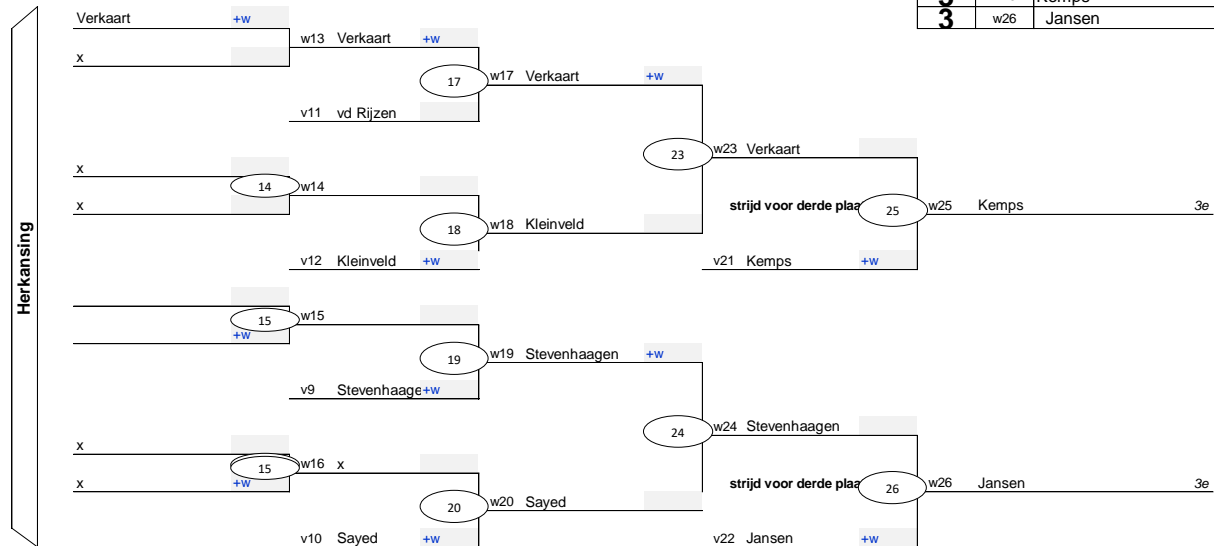 3 Kemps
3 w26 Jansen
Herkansing
Verkaart +w
w13 Verkaart +w
x
17 w17 Verkaart +w
v11 vd Rijzen
23 w23 Verkaart
x
14 w14
x
strijd voor derde plaa 25 w25 Kemps 3e
18 w18 Kleinveld
v12 Kleinveld +w
v21 Kemps +w
15 w15
+w
19 w19 Stevenhaagen +w
v9 Stevenhaage +w
24 w24 Stevenhaagen
x
15 w16 x
x +w
strijd voor derde plaa 26 w26 Jansen 3e
20 w20 Sayed
v10 Sayed +w
v22 Jansen +w